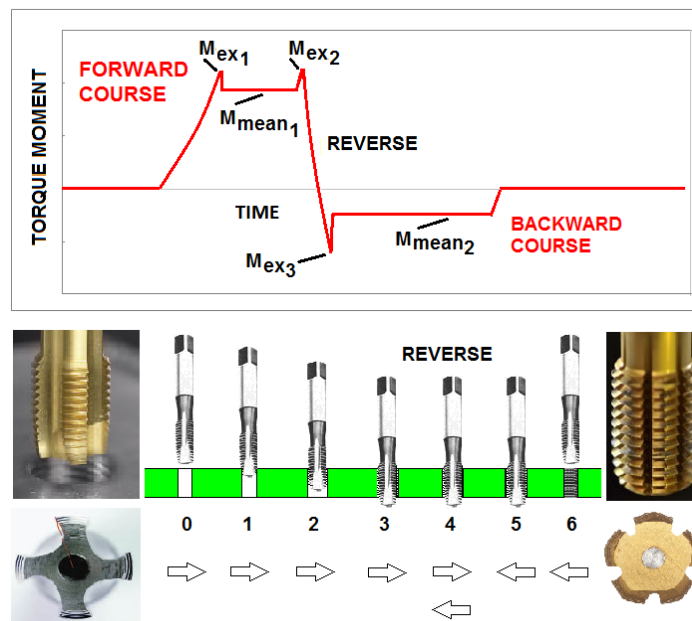 Mex1
Mex2
FORWARD
COURSE
Mmean1
REVERSE
TORQUE MOMENT
TIME
Mmean2
BACKWARD
COURSE
Mex3
REVERSE
0 1 2 3 4 5 6